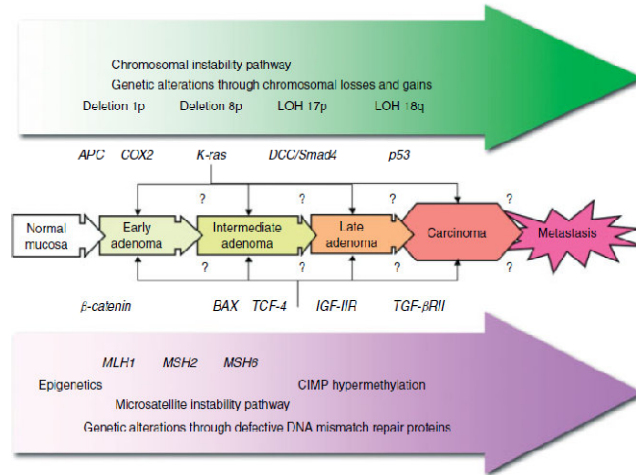 Chromosomal instability pathway
Genetic alterations through chromosomal losses and gains
Deletion 1p Deletion 8p LOH 17p LOH 18q
APC COX2 K-ras DCC/Smad4 p53
? ? ? ?
Normal mucosa
Early adenoma
Intermediate adenoma
Late adenoma
Carcinoma
Metastasis
? ? ? ?
β-catenin BAX TCF-4 IGF-IIR TGF-βRII
MLH1 MSH2 MSH6
Epigenetics CIMP hypermethylation
Microsatellite instability pathway
Genetic alterations through defective DNA mismatch repair proteins